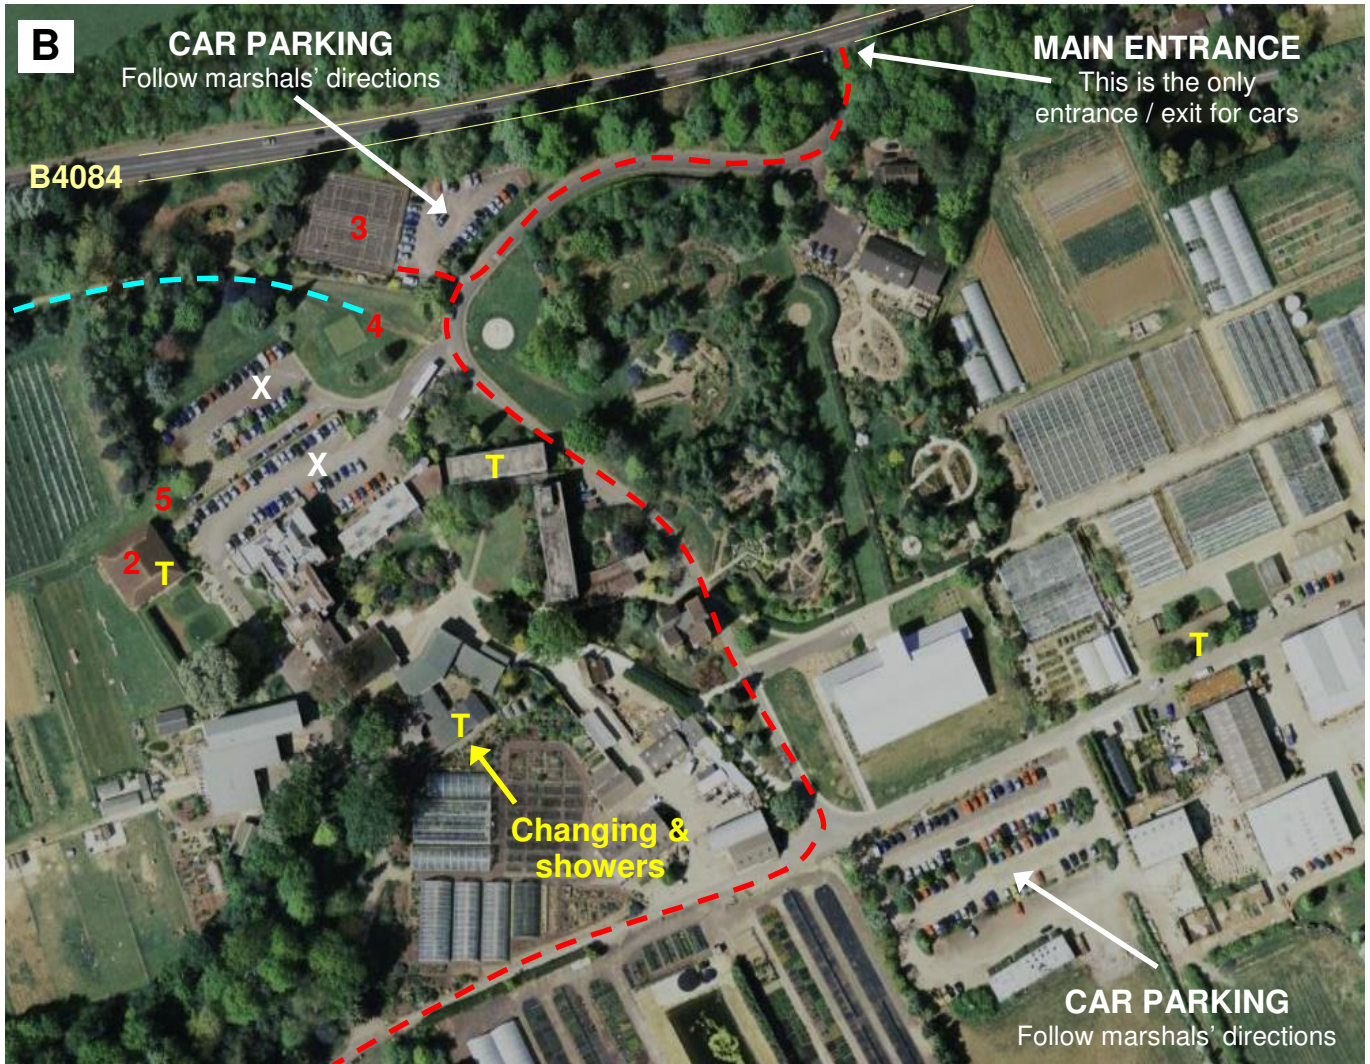 B
CAR PARKING
Follow marshals' directions
MAIN ENTRANCE
This is the only
entrance / exit for cars
B4084
3
4
X
X
T
5
2
T
T
T
Changing &
showers
CAR PARKING
Follow marshals' directions